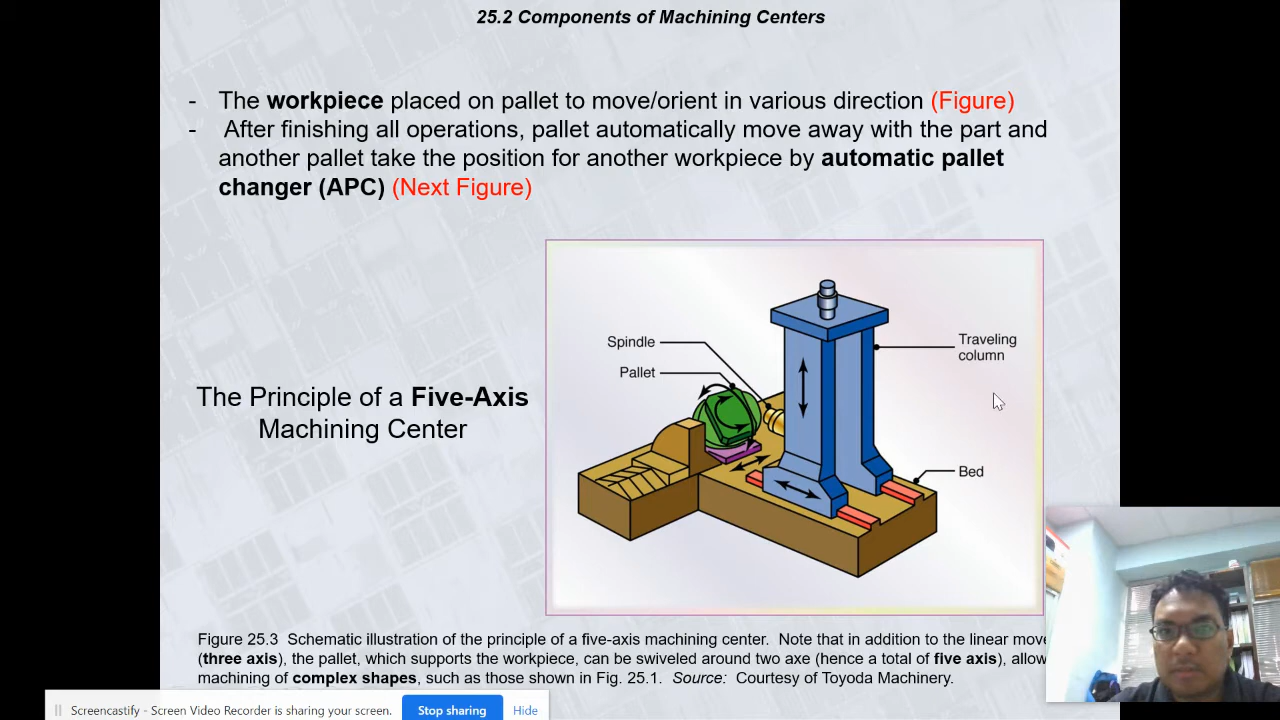 25.2 Components of Machining Centers
- The workpiece placed on pallet to move/orient in various direction (Figure)
- After finishing all operations, pallet automatically move away with the part and
another pallet take the position for another workpiece by automatic pallet
changer (APC) (Next Figure)
Spindle
Pallet
Traveling
column
Bed
The Principle of a Five-Axis
Machining Center
Figure 25.3 Schematic illustration of the principle of a five-axis machining center. Note that in addition to the linear
(three axis), the pallet, which supports the workpiece, can be swiveled around two axe (hence a total of five axis),
machining of complex shapes, such as those shown in Fig. 25.1. Source: Courtesy of Toyoda Machinery.
Screencastify - Screen Video Recorder is sharing your screen.
Stop sharing
Hide